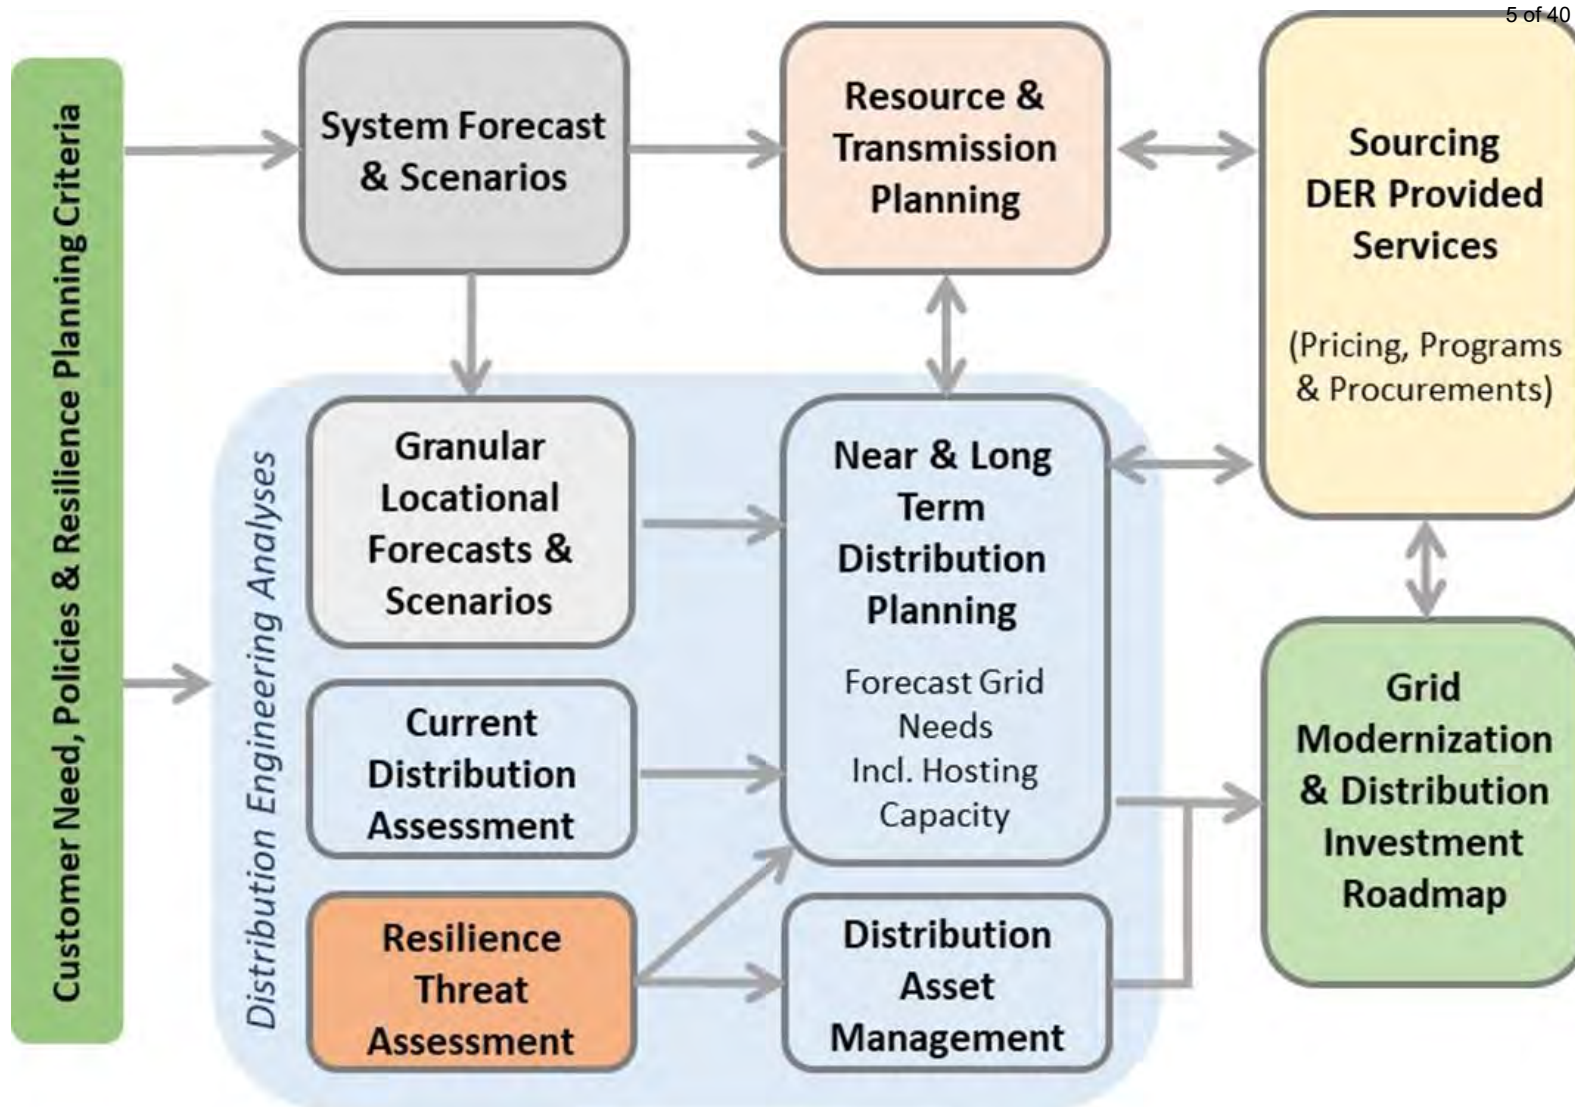 5 of 40
Customer Need, Policies & Resilience Planning Criteria
System Forecast
& Scenarios
Resource &
Transmission
Planning
Sourcing
DER Provided
Services
(Pricing, Programs
& Procurements)
Distribution Engineering Analyses
Granular
Locational
Forecasts &
Scenarios
Near & Long
Term
Distribution
Planning
Forecast Grid
Needs
Incl. Hosting
Capacity
Current
Distribution
Assessment
Resilience
Threat
Assessment
Distribution
Asset
Management
Grid
Modernization
& Distribution
Investment
Roadmap